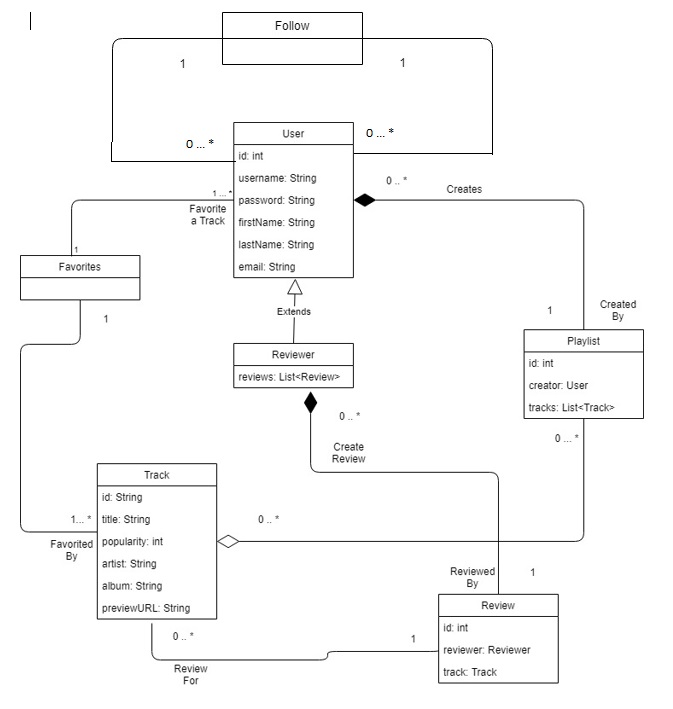 Follow
1
1
0 ... *
0 ... *
User
id: int
username: String
password: String
firstName: String
lastName: String
email: String
0 .. *
Creates
1 ... *
Favorite
a Track
1
Favorites
1
Extends
1
Created
By
Playlist
id: int
creator: User
tracks: List<Track>
0 ... *
Reviewer
reviews: List<Review>
0 .. *
Create
Review
Track
id: String
title: String
popularity: int
artist: String
album: String
previewURL: String
1... *
Favorited
By
0 .. *
Reviewed
By
1
Review
id: int
reviewer: Reviewer
track: Track
0 .. *
1
Review
For